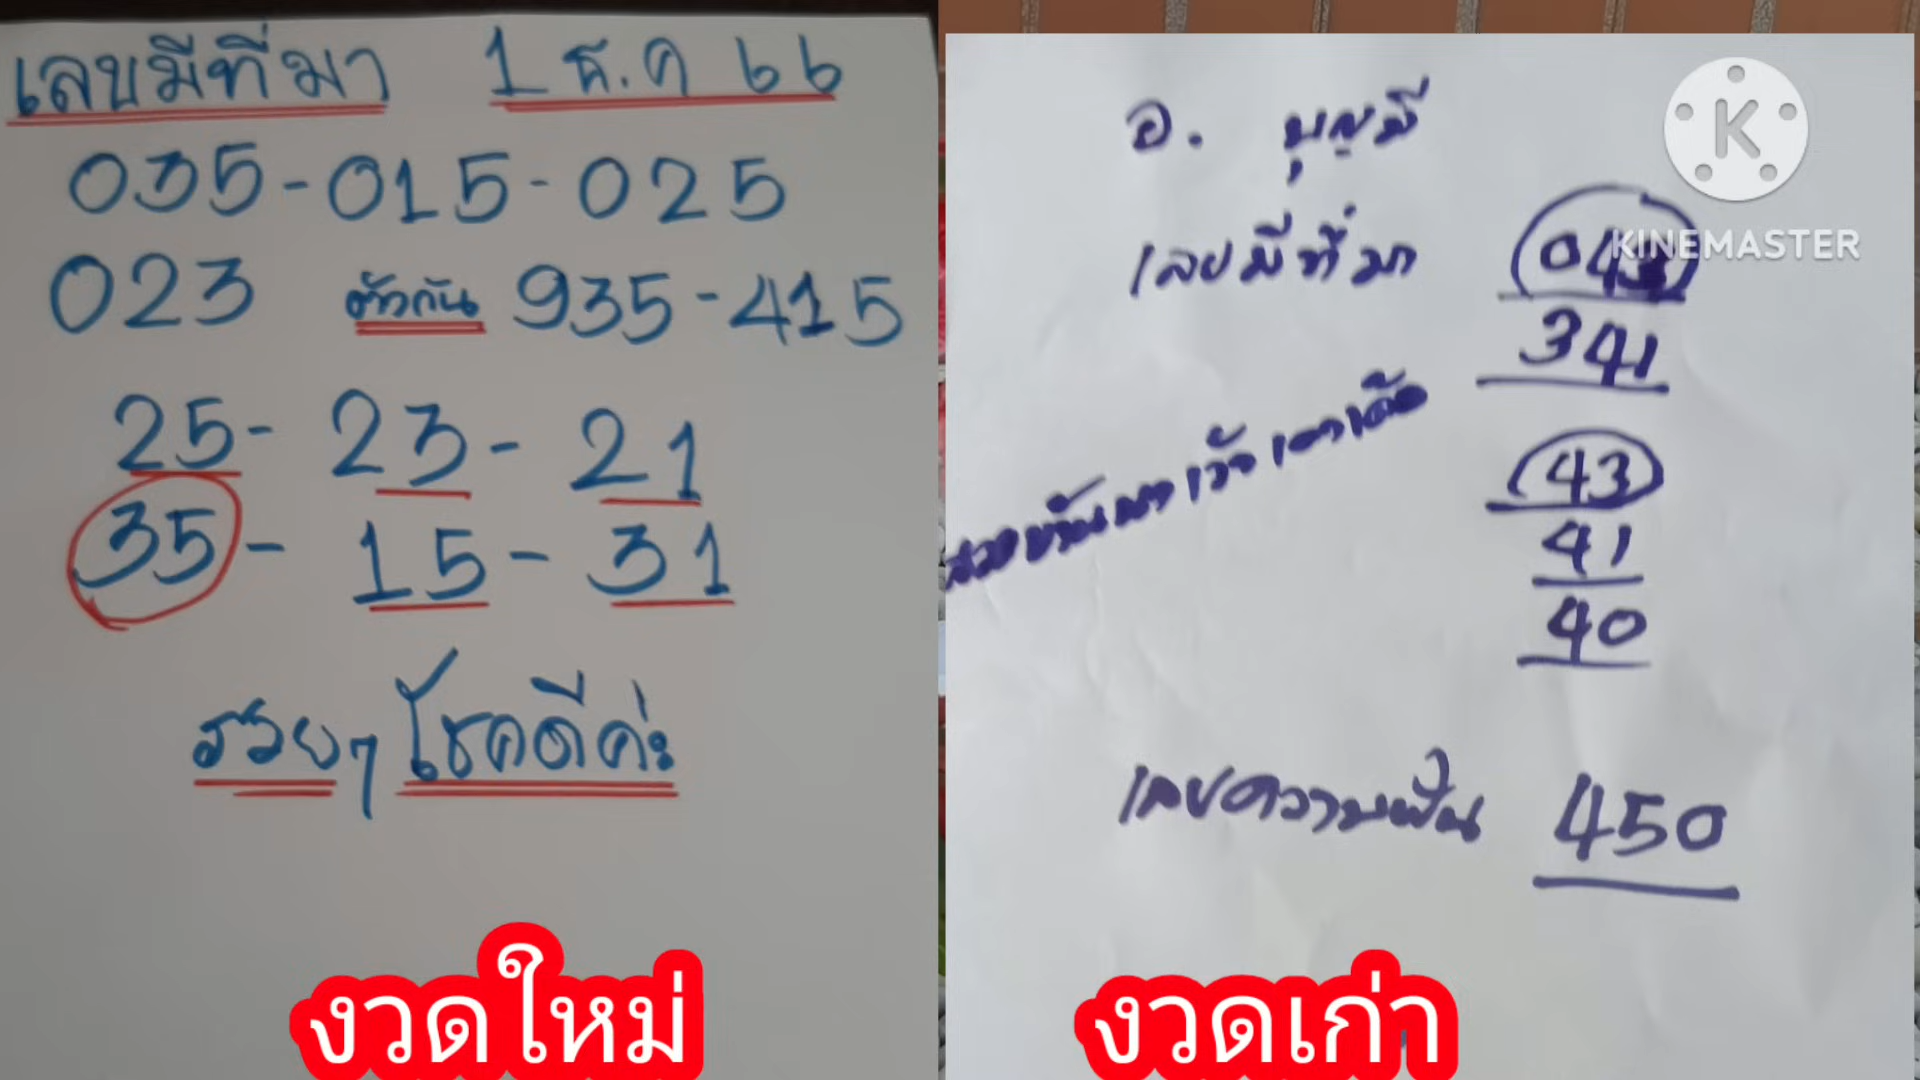 เลขมีที่มา 1 ธ.ค 66
035-015-025
023 ตัวกัน 935-415
25- 23- 21
35- 15- 31
รวยๆ โชคดีค่ะ
งวดใหม่
K
KINEMASTER
อ. บุญมี
เลขมีที่มา 043
341
43
41
40
เลขความฝัน 450
งวดเก่า